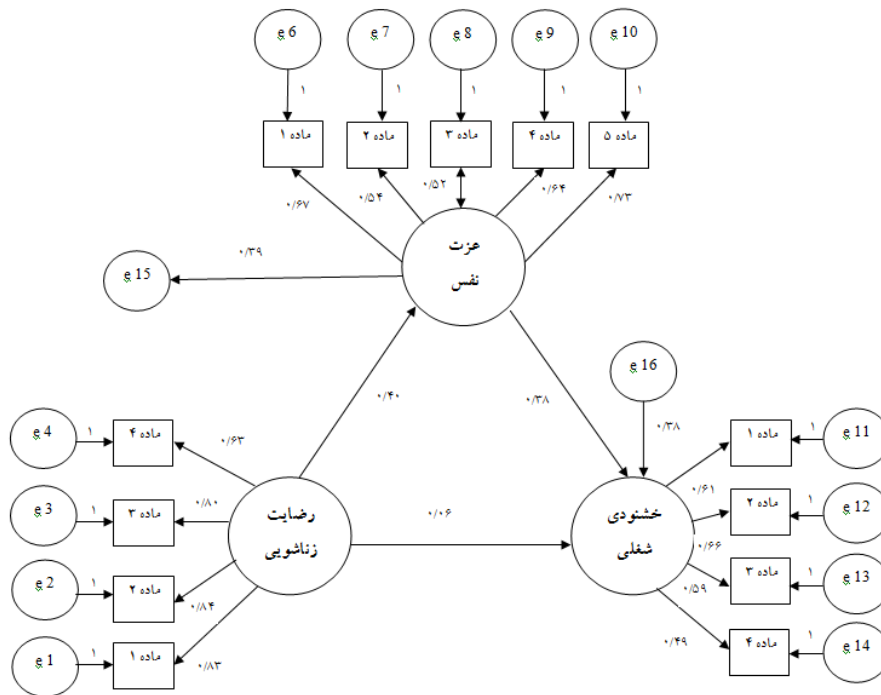 e 6
e 7
e 8
e 9
e 10
۱
۱
۱
۱
۱
ماده ۱
ماده ۲
ماده ۳
ماده ۴
ماده ۵
۰/۶۷
۰/۵۴
۰/۵۲
۰/۶۴
۰/۷۳
عزت
نفس
۰/۳۹
e 15
۰/۴۰
۰/۳۸
e 16
۰/۳۸
e 4
۱
ماده ۴
۰/۶۳
e 3
۱
ماده ۳
۰/۸۰
e 2
۱
ماده ۲
۰/۸۴
e 1
۱
ماده ۱
۰/۸۳
رضایت
زناشویی
۰/۰۶
خشنودی
شغلی
۰/۶۱
ماده ۱
۱
e 11
۰/۶۶
ماده ۲
۱
e 12
۰/۵۹
ماده ۳
۱
e 13
۰/۴۹
ماده ۴
۱
e 14